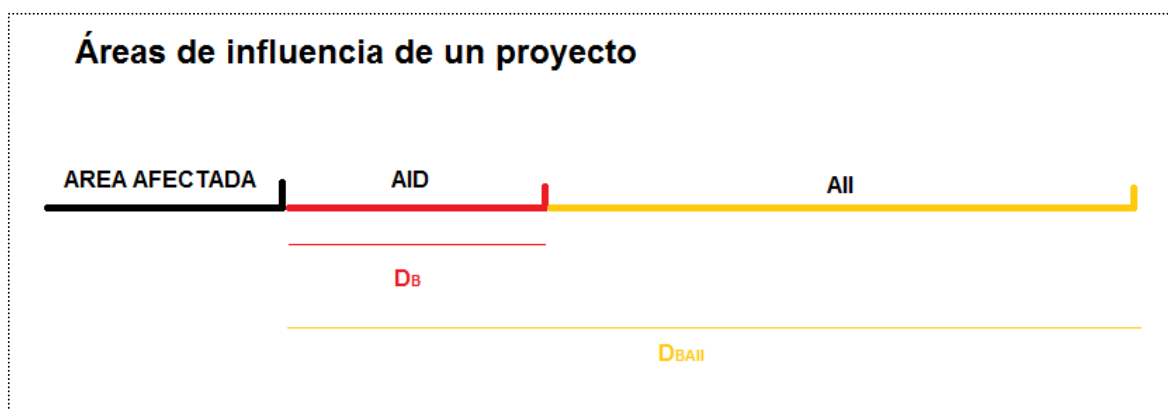 Áreas de influencia de un proyecto
AREA AFECTADA AID AII
DB
DBAII